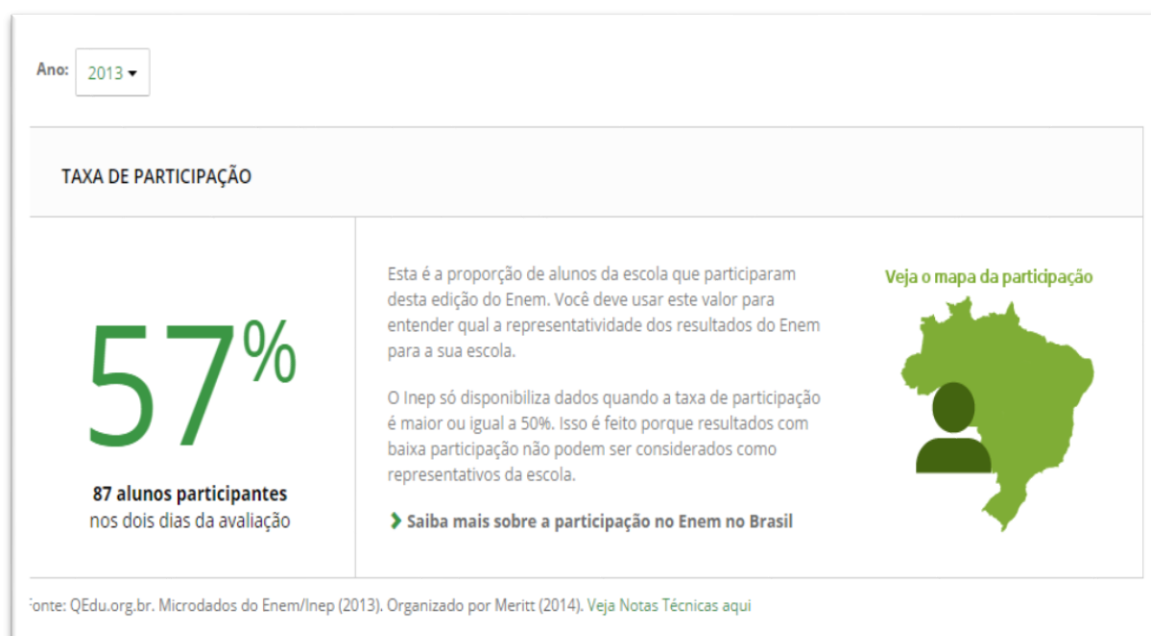 Ano: 2013
TAXA DE PARTICIPAÇÃO
57%
87 alunos participantes
nos dois dias da avaliação
Esta é a proporção de alunos da escola que participaram
desta edição do Enem. Você deve usar este valor para
entender qual a representatividade dos resultados do Enem
para a sua escola.
O Inep só disponibiliza dados quando a taxa de participação
é maior ou igual a 50%. Isso é feito porque resultados com
baixa participação não podem ser considerados como
representativos da escola.
Saiba mais sobre a participação no Enem no Brasil
Veja o mapa da participação
Fonte: QEdu.org.br. Microdados do Enem/Inep (2013). Organizado por Meritt (2014). Veja Notas Técnicas aqui